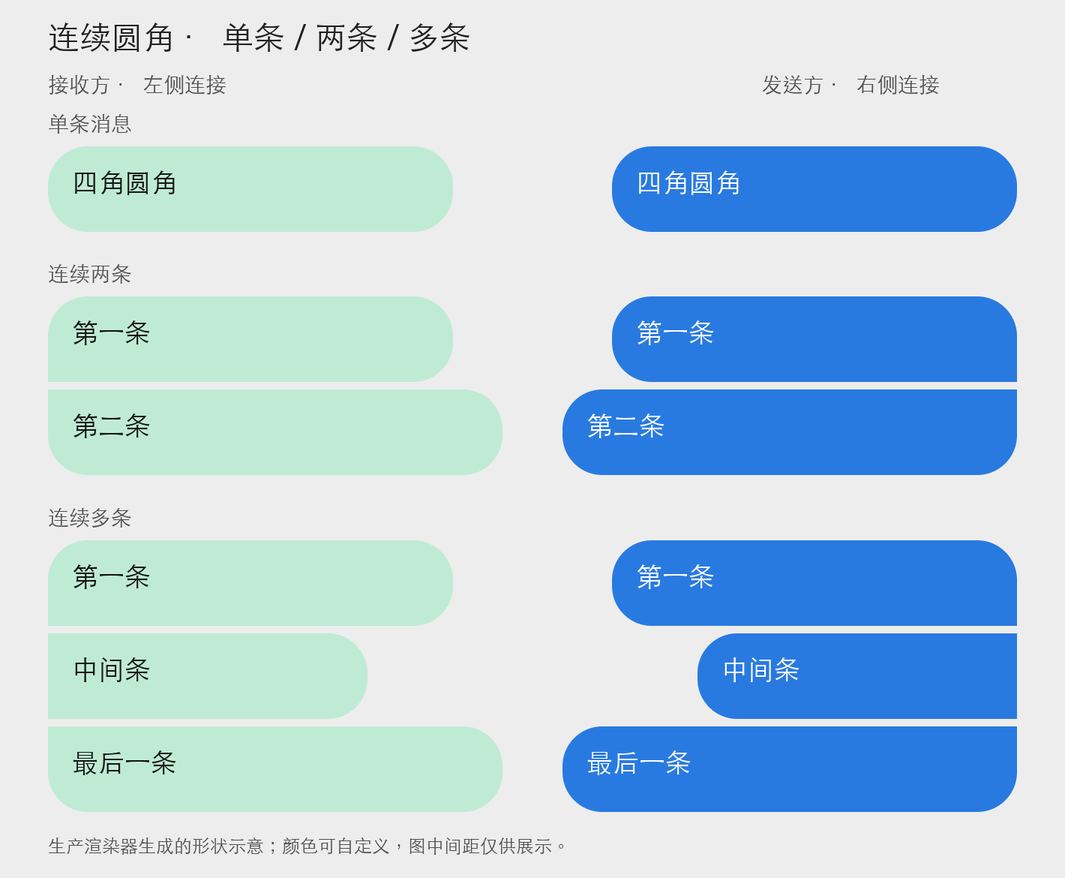 连续圆角 · 单条 / 两条 / 多条
接收方 · 左侧连接
发送方 · 右侧连接
单条消息
四角圆角
四角圆角
连续两条
第一条
第一条
第二条
第二条
连续多条
第一条
第一条
中间条
中间条
最后一条
最后一条
生产渲染器生成的形状示意；颜色可自定义，图中间距仅供展示。